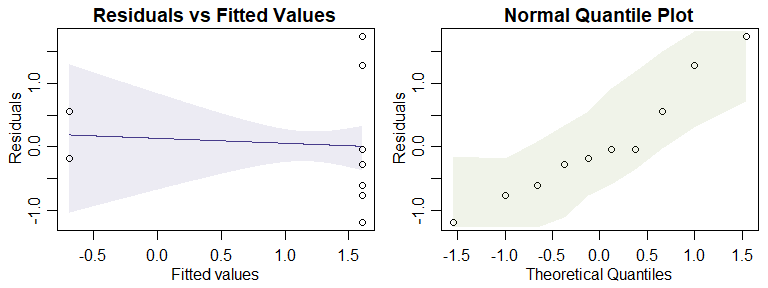 Residuals vs Fitted Values
Residuals
1.0
0.0
-1.0
-0.5 0.0 0.5 1.0 1.5
Fitted values
Normal Quantile Plot
Residuals
1.0
0.0
-1.0
-1.5 -1.0 -0.5 0.0 0.5 1.0 1.5
Theoretical Quantiles